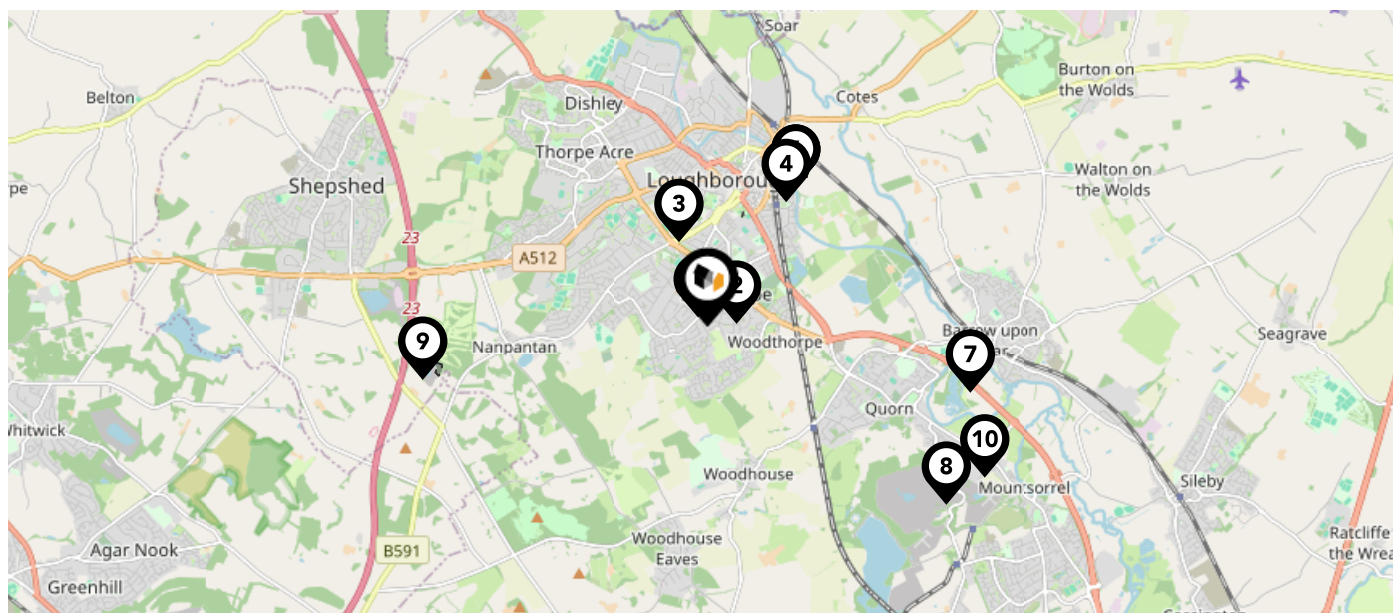 Soar
Belton
Dishley
Cotes
Burton on
the Wolds
Thorpe Acre
4
Shepshed
Loughborou
Walton on
the Wolds
3
23
A512
2
23
Seagrave
Nanpantan
Woodthorpe
Barrow upon
9
7
Quorn
10
8
Woodhouse
Sileby
Mountsorrel
Woodhouse
Eaves
Agar Nook
B591
Ratcliffe
the Wrea
Greenhill